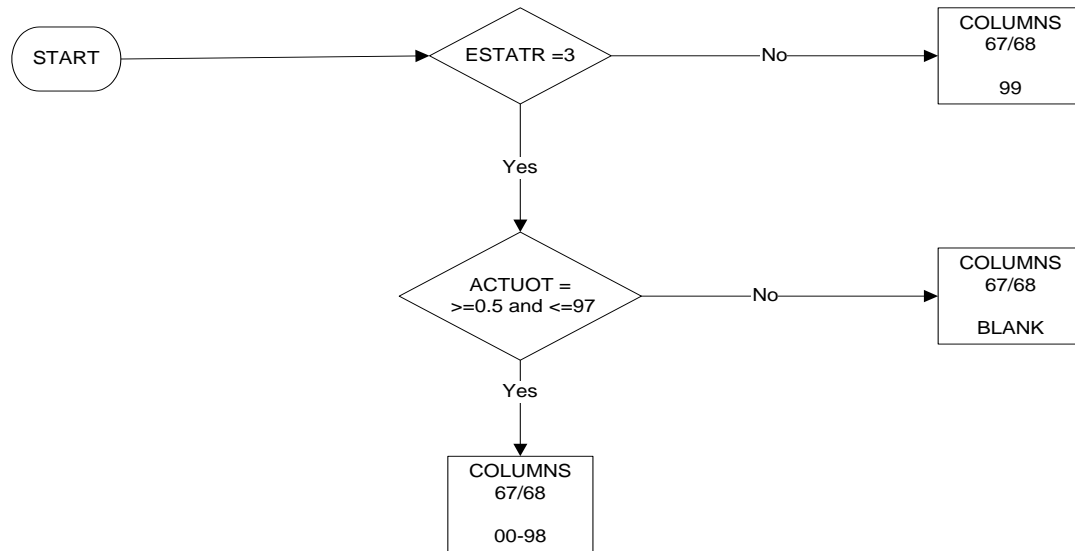 START
ESTATR =3
No
COLUMNS
67/68
99
Yes
ACTUOT =
>=0.5 and <=97
No
COLUMNS
67/68
BLANK
Yes
COLUMNS
67/68
00-98